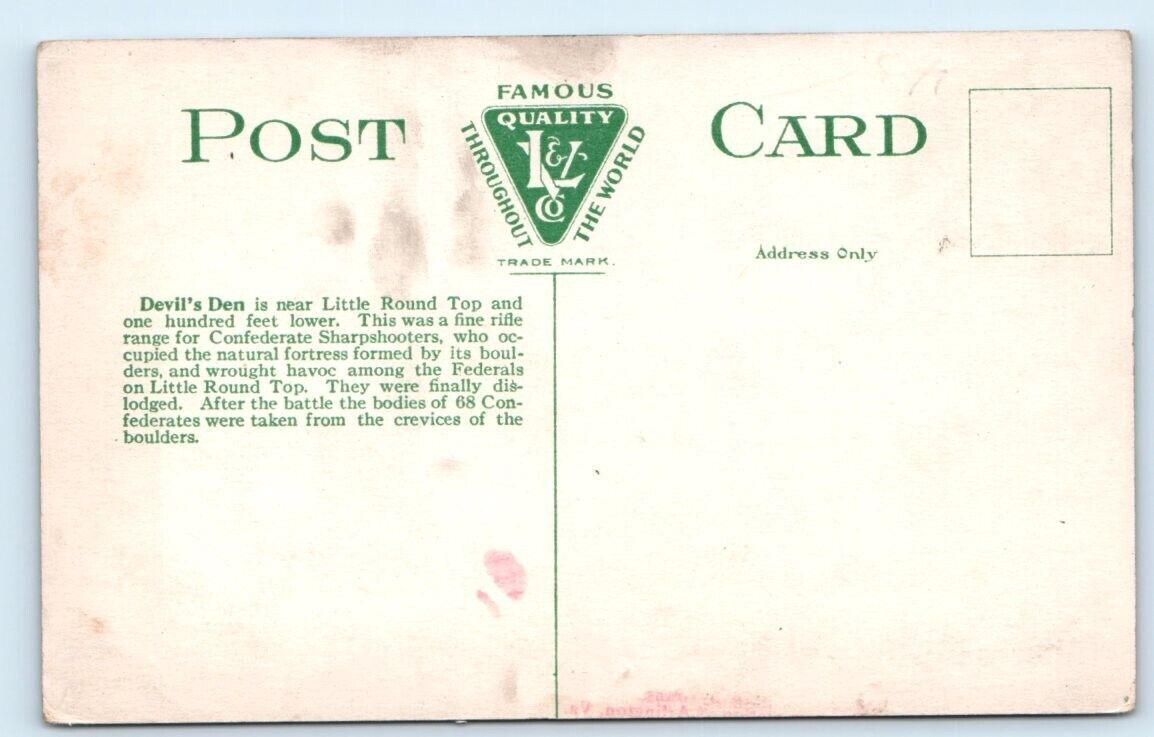 POST CARD
FAMOUS
QUALITY
THROUGHOUT
THE WORLD
K & L
CO
TRADE MARK.
Address Only
Devil's Den is near Little Round Top and
one hundred feet lower. This was a fine rifle
range for Confederate Sharpshooters, who oc-
cupied the natural fortress formed by its boul-
ders, and wrought havoc among the Federals
on Little Round Top. They were finally dis-
lodged. After the battle the bodies of 68 Con-
federates were taken from the crevices of the
boulders.
Arlington, Va.